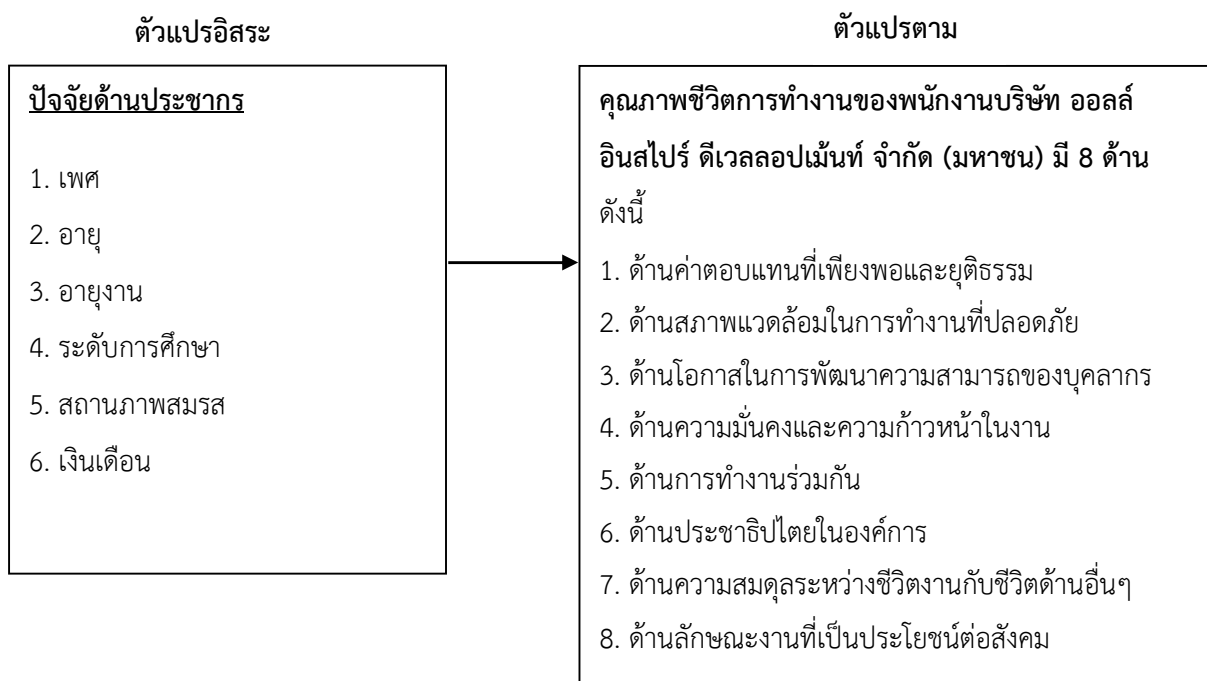 ตัวแปรอิสระ
ปัจจัยด้านประชากร
1. เพศ
2. อายุ
3. อายุงาน
4. ระดับการศึกษา
5. สถานภาพสมรส
6. เงินเดือน
ตัวแปรตาม
คุณภาพชีวิตการทำงานของพนักงานบริษัท ออลล์
อินสไปร์ ดีเวลลอปเม้นท์ จำกัด (มหาชน) มี 8 ด้าน
ดังนี้
1. ด้านค่าตอบแทนที่เพียงพอและยุติธรรม
2. ด้านสภาพแวดล้อมในการทำงานที่ปลอดภัย
3. ด้านโอกาสในการพัฒนาความสามารถของบุคลากร
4. ด้านความมั่นคงและความก้าวหน้าในงาน
5. ด้านการทำงานร่วมกัน
6. ด้านประชาธิปไตยในองค์การ
7. ด้านความสมดุลระหว่างชีวิตงานกับชีวิตด้านอื่นๆ
8. ด้านลักษณะงานที่เป็นประโยชน์ต่อสังคม